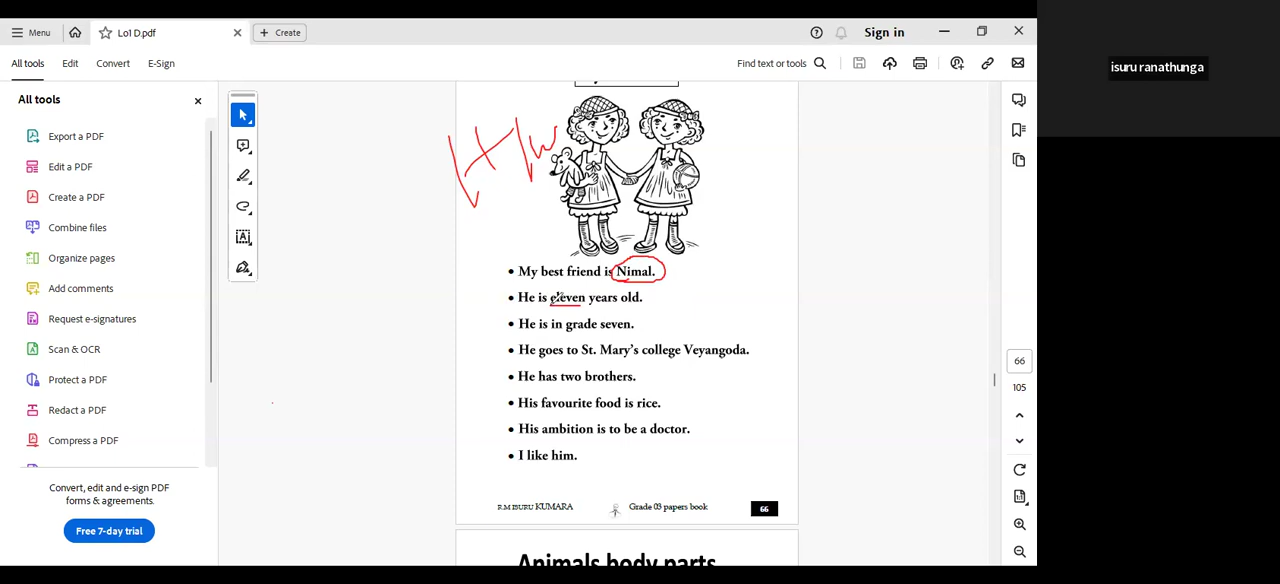 Menu
Lo1 D.pdf
Create
Sign in
All tools
Edit
Convert
E-Sign
Find text or tools
All tools
Export a PDF
Edit a PDF
Create a PDF
Combine files
Organize pages
Add comments
Request e-signatures
Scan & OCR
Protect a PDF
Redact a PDF
Compress a PDF
Convert, edit and e-sign PDF
forms & agreements.
Free 7-day trial
H/w
• My best friend is Nimal.
• He is eleven years old.
• He is in grade seven.
• He goes to St. Mary's college Veyangoda.
• He has two brothers.
• His favourite food is rice.
• His ambition is to be a doctor.
• I like him.
R.M ISURU KUMARA Grade 03 papers book 66
Animals body parts
66
105
isuru ranathunga